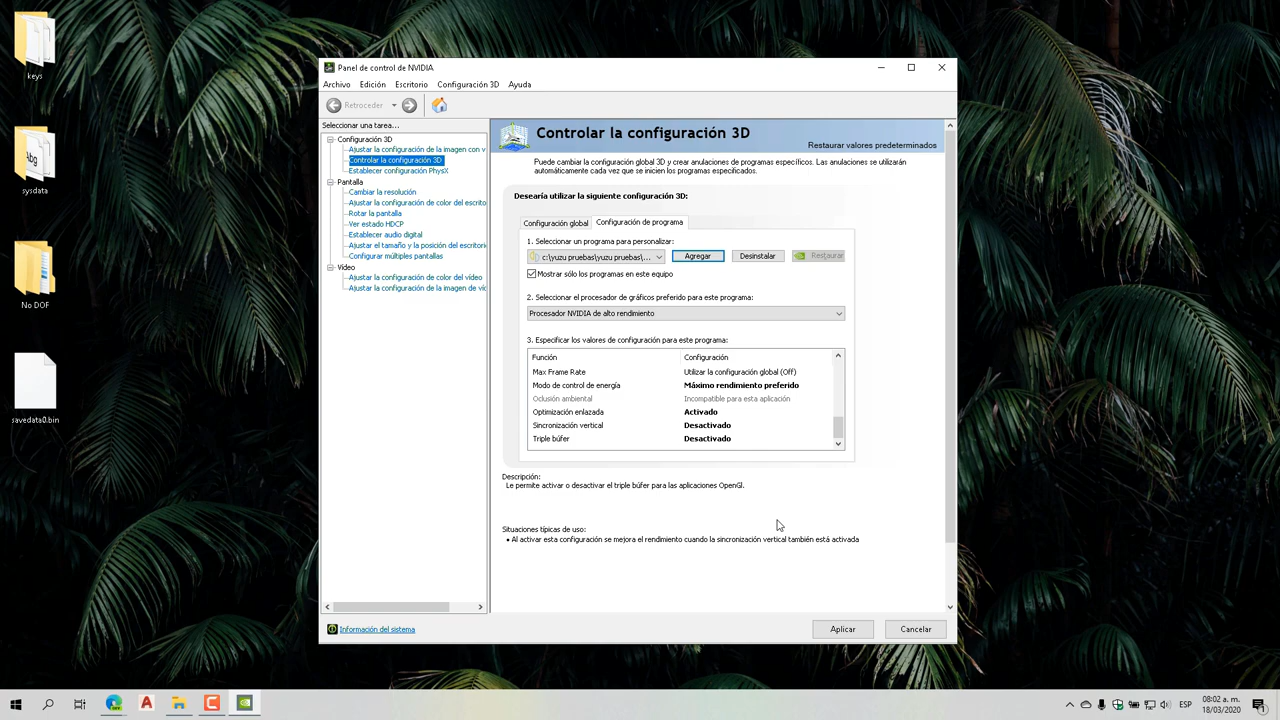 keys
Abg
sysdata
No DOF
savedata0.bin
Panel de control de NVIDIA
Archivo Edición Escritorio Configuración 3D Ayuda
Retroceder
Seleccionar una tarea...
Configuración 3D
Ajustar la configuración de la imagen con v
Controlar la configuración 3D
Establecer configuración PhysX
Pantalla
Cambiar la resolución
Ajustar la configuración de color del escrito
Rotar la pantalla
Ver estado HDCP
Establecer audio digital
Ajustar el tamaño y la posición del escritori
Configurar múltiples pantallas
Vídeo
Ajustar la configuración de color del vídeo
Ajustar la configuración de la imagen de víc
Información del sistema
Controlar la configuración 3D
Restaurar valores predeterminados
Puede cambiar la configuración global 3D y crear anulaciones de programas específicos. Las anulaciones se utilizarán
automáticamente cada vez que se inicien los programas especificados.
Desearía utilizar la siguiente configuración 3D:
Configuración global Configuración de programa
1. Seleccionar un programa para personalizar:
c:\yuzu pruebas\yuzu pruebas\... Agregar Desinstalar Restaurar
Mostrar sólo los programas en este equipo
2. Seleccionar el procesador de gráficos preferido para este programa:
Procesador NVIDIA de alto rendimiento
3. Especificar los valores de configuración para este programa:
Función Configuración
Max Frame Rate Utilizar la configuración global (Off)
Modo de control de energía Máximo rendimiento preferido
Oclusión ambiental Incompatible para esta aplicación
Optimización enlazada Activado
Sincronización vertical Desactivado
Triple búfer Desactivado
Descripción:
Le permite activar o desactivar el triple búfer para las aplicaciones OpenGl.
Situaciones típicas de uso:
• Al activar esta configuración se mejora el rendimiento cuando la sincronización vertical también está activada
Aplicar Cancelar
ESP
08:02 a. m.
18/03/2020